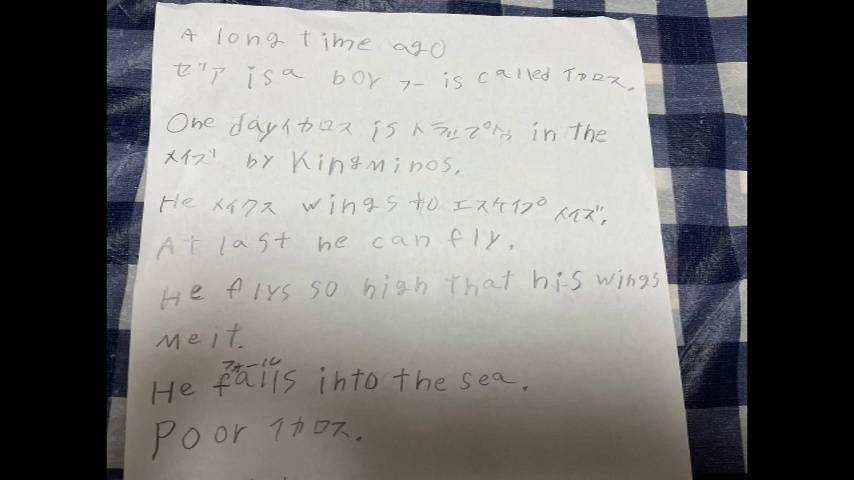 A long time ago
ゼア is a boy フー is called イカロス.
One day イカロス is トラップ in the
メイズ by King minos.
He メイクス wings to エスケイプ メイズ.
At last he can fly.
He flys so high that his wings
melt.
フォール
He falls into the sea.
Poor イカロス.